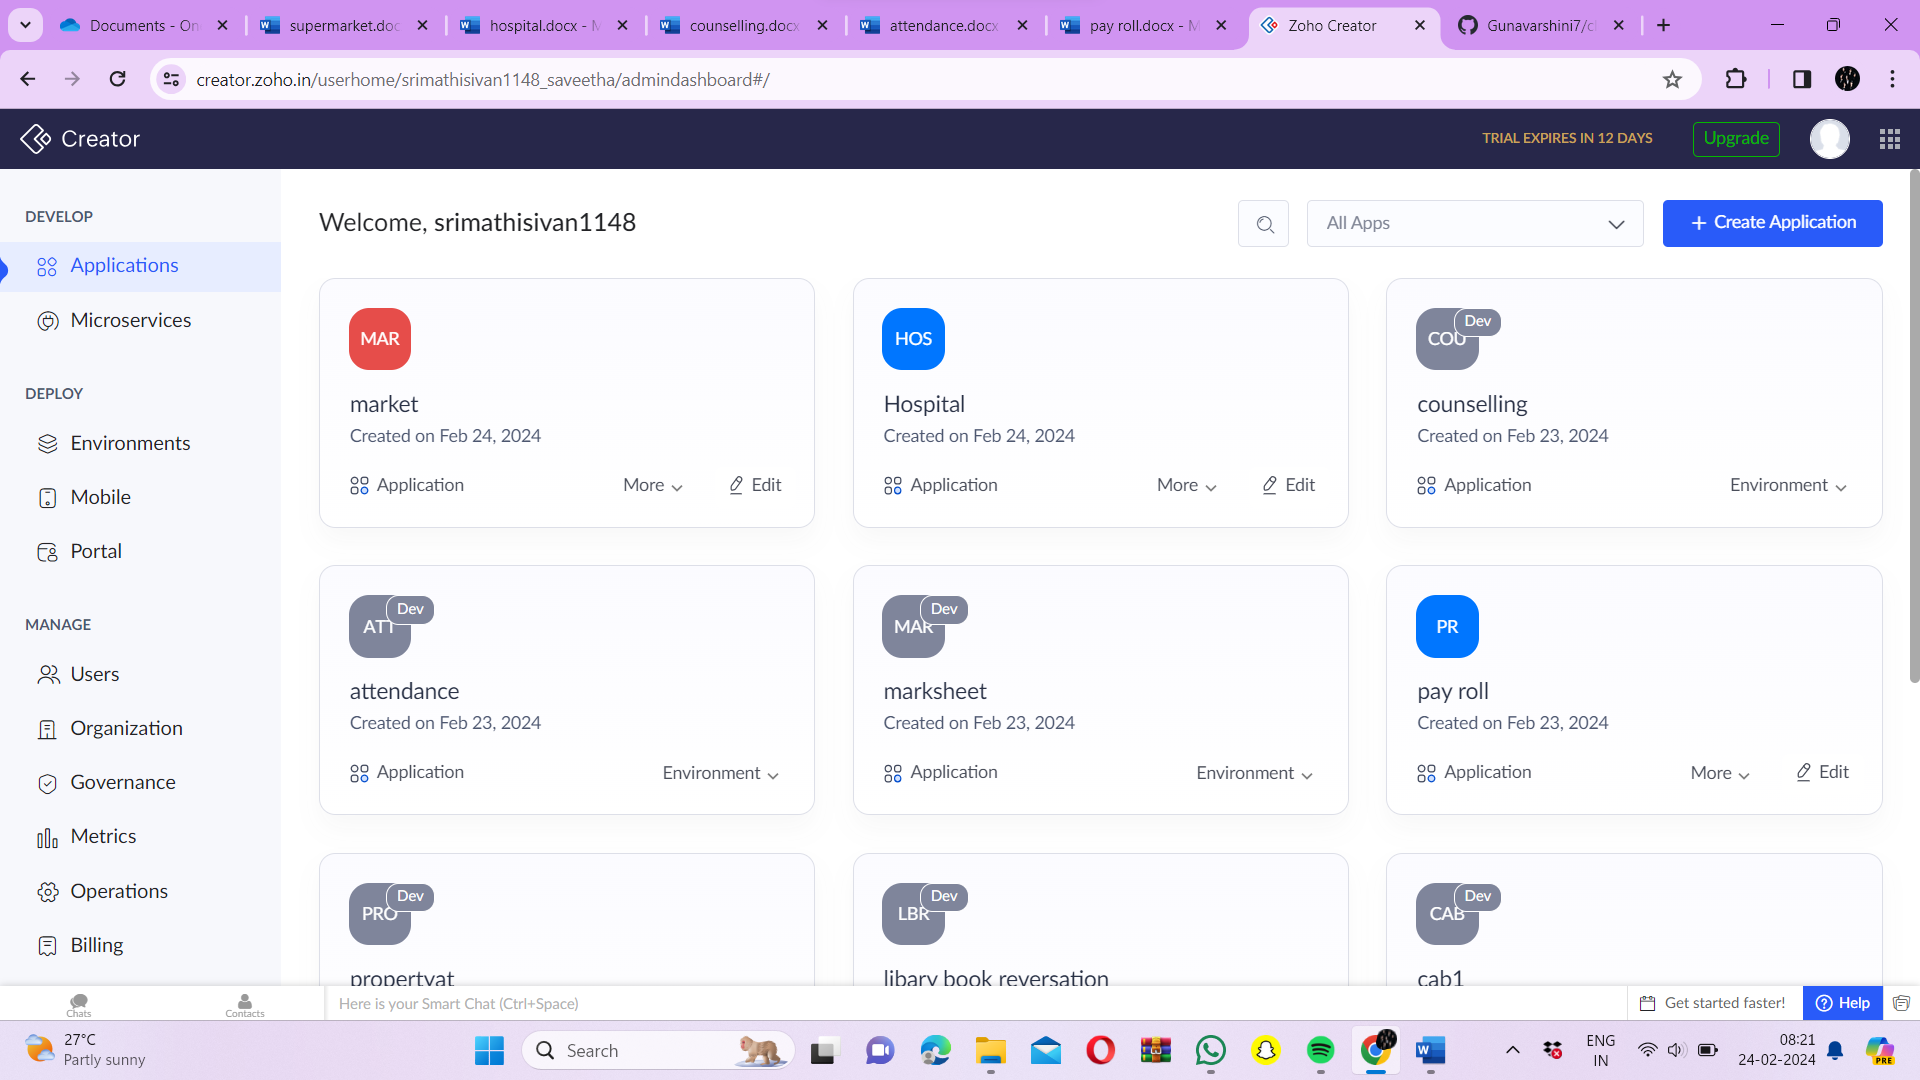 Documents - On
supermarket.doc
hospital.docx - M
counselling.docx
attendance.docx
pay roll.docx - M
Zoho Creator
Gunavarshini7/cl
creator.zoho.in/userhome/srimathisivan1148_saveetha/admindashboard#/
Creator
TRIAL EXPIRES IN 12 DAYS
Upgrade
DEVELOP
Applications
Microservices
DEPLOY
Environments
Mobile
Portal
MANAGE
Users
Organization
Governance
Metrics
Operations
Billing
Welcome, srimathisivan1148
All Apps
+ Create Application
MAR
market
Created on Feb 24, 2024
Application
More
Edit
HOS
Hospital
Created on Feb 24, 2024
Application
More
Edit
COU
Dev
counselling
Created on Feb 23, 2024
Application
Environment
ATT
Dev
attendance
Created on Feb 23, 2024
Application
Environment
MAR
Dev
marksheet
Created on Feb 23, 2024
Application
Environment
PR
pay roll
Created on Feb 23, 2024
Application
More
Edit
PRO
Dev
propertyat
LBR
Dev
libary book reversation
CAB
Dev
cab1
Chats
Contacts
Here is your Smart Chat (Ctrl+Space)
Get started faster!
Help
27°C
Partly sunny
Search
ENG
IN
08:21
24-02-2024
PRE